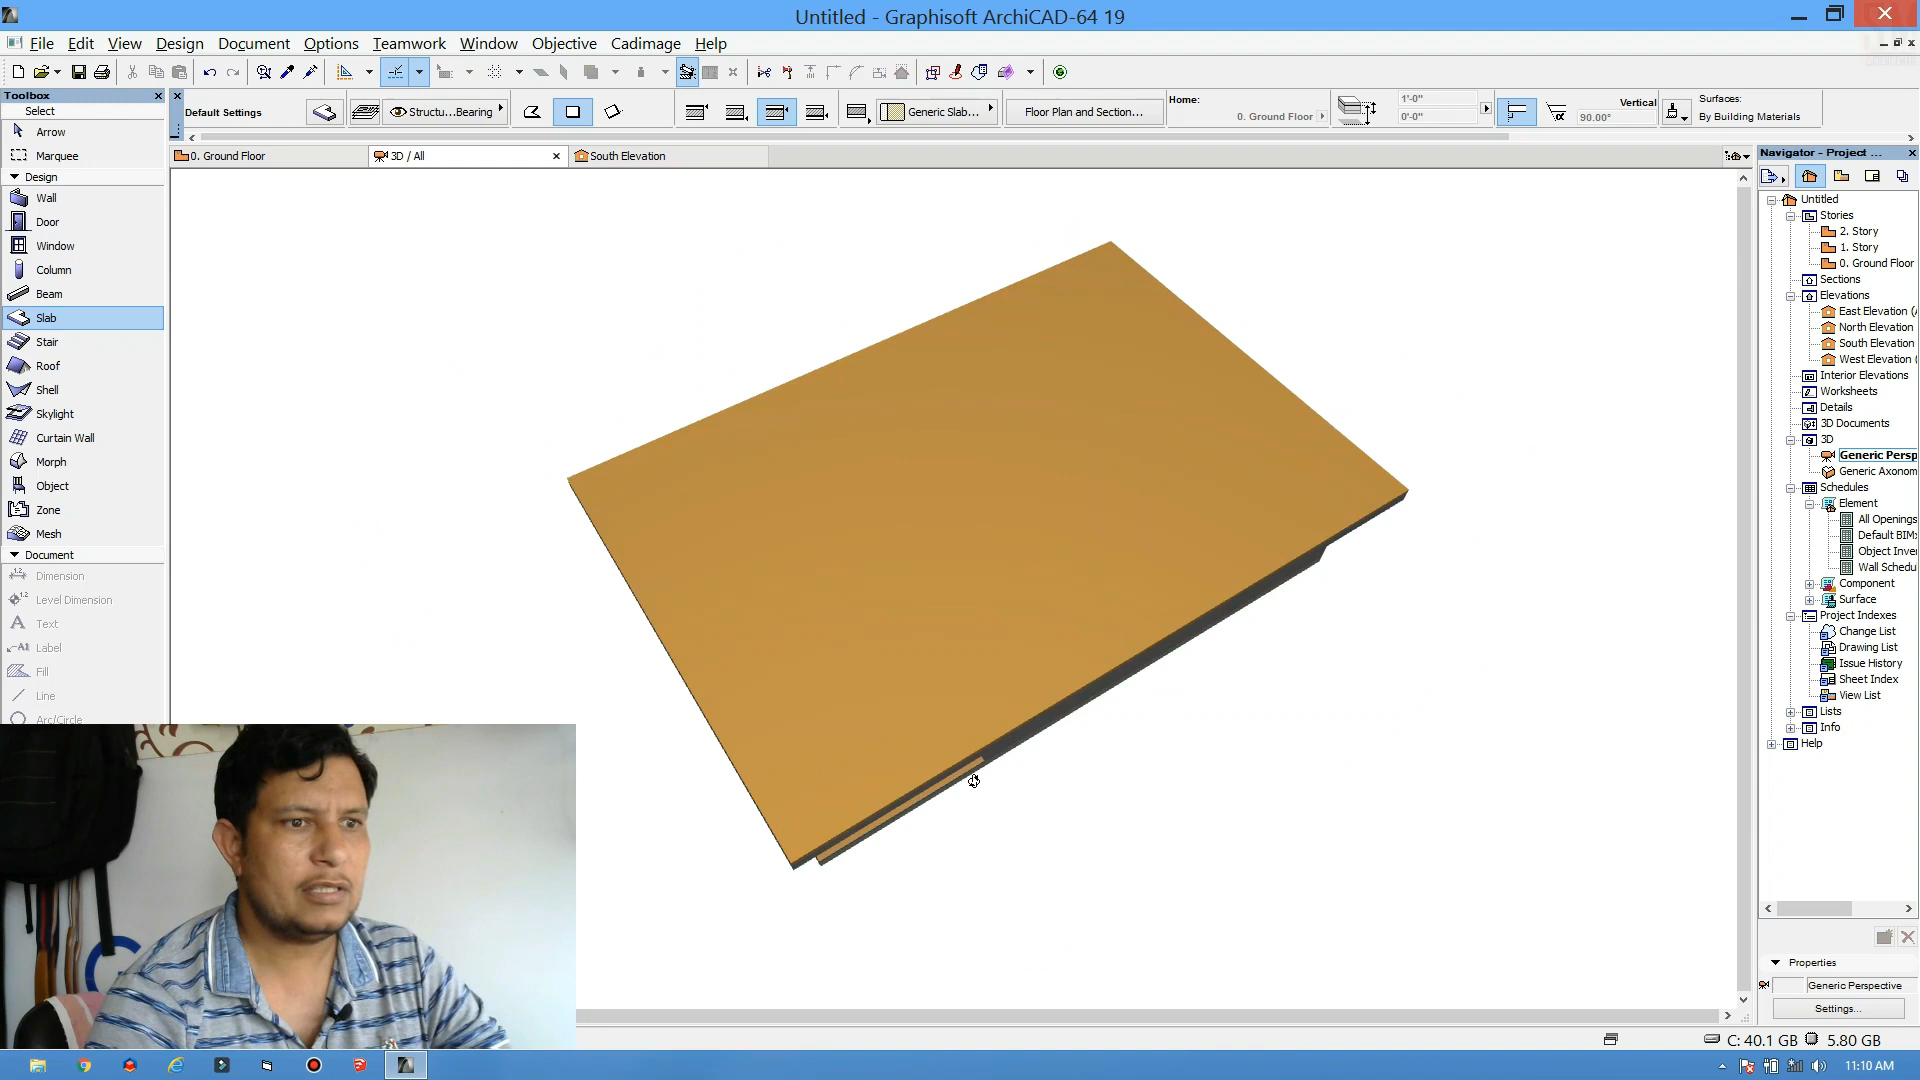 Untitled - Graphisoft ArchiCAD-64 19
File Edit View Design Document Options Teamwork Window Objective Cadimage Help
Toolbox
Select
Arrow
Marquee
Design
Wall
Door
Window
Column
Beam
Slab
Stair
Roof
Shell
Skylight
Curtain Wall
Morph
Object
Zone
Mesh
Document
Dimension
Level Dimension
Text
Label
Fill
Line
Arc/Circle
Default Settings
Structu...Bearing
Generic Slab...
Floor Plan and Section...
Home:
0. Ground Floor
1'-0"
0'-0"
Vertical
90.00°
Surfaces:
By Building Materials
0. Ground Floor
3D / All
South Elevation
Navigator - Project ...
Untitled
Stories
2. Story
1. Story
0. Ground Floor
Sections
Elevations
East Elevation (
North Elevation
South Elevation
West Elevation (
Interior Elevations
Worksheets
Details
3D Documents
3D
Generic Persp
Generic Axonom
Schedules
Element
All Openings
Default BIM
Object Inve
Wall Schedu
Component
Surface
Project Indexes
Change List
Drawing List
Issue History
Sheet Index
View List
Lists
Info
Help
Properties
Generic Perspective
Settings...
C: 40.1 GB 5.80 GB
11:10 AM